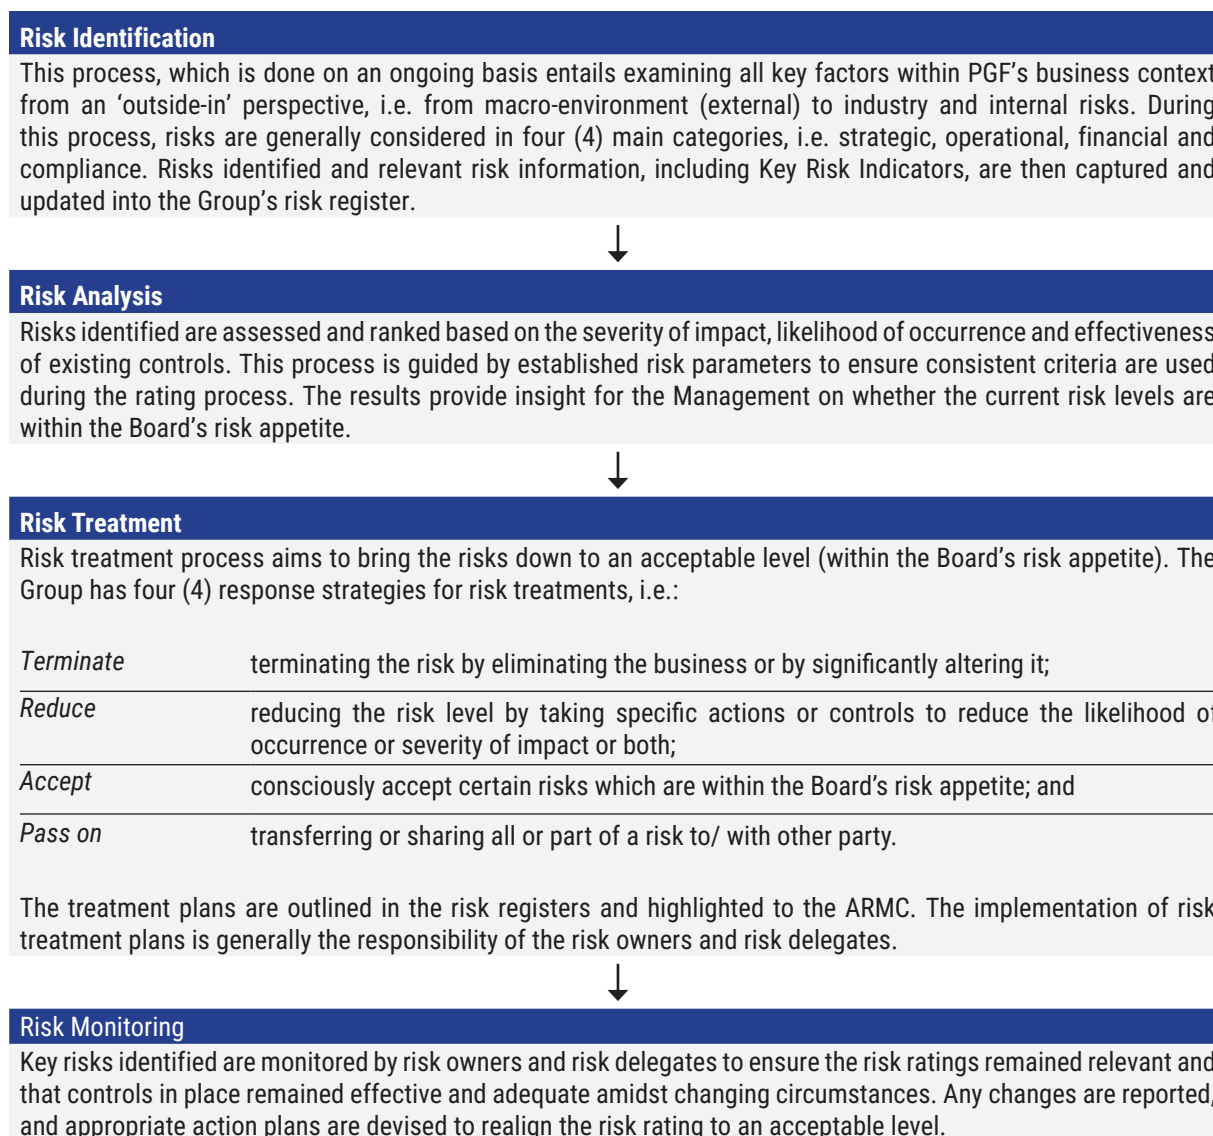 Risk Identification
This process, which is done on an ongoing basis entails examining all key factors within PGF’s business context
from an ‘outside-in’ perspective, i.e. from macro-environment (external) to industry and internal risks. During
this process, risks are generally considered in four (4) main categories, i.e. strategic, operational, financial and
compliance. Risks identified and relevant risk information, including Key Risk Indicators, are then captured and
updated into the Group’s risk register.
Risk Analysis
Risks identified are assessed and ranked based on the severity of impact, likelihood of occurrence and effectiveness
of existing controls. This process is guided by established risk parameters to ensure consistent criteria are used
during the rating process. The results provide insight for the Management on whether the current risk levels are
within the Board’s risk appetite.
Risk Treatment
Risk treatment process aims to bring the risks down to an acceptable level (within the Board’s risk appetite). The
Group has four (4) response strategies for risk treatments, i.e.:
Terminate terminating the risk by eliminating the business or by significantly altering it;
Reduce reducing the risk level by taking specific actions or controls to reduce the likelihood of
occurrence or severity of impact or both;
Accept consciously accept certain risks which are within the Board’s risk appetite; and
Pass on transferring or sharing all or part of a risk to/ with other party.
The treatment plans are outlined in the risk registers and highlighted to the ARMC. The implementation of risk
treatment plans is generally the responsibility of the risk owners and risk delegates.
Risk Monitoring
Key risks identified are monitored by risk owners and risk delegates to ensure the risk ratings remained relevant and
that controls in place remained effective and adequate amidst changing circumstances. Any changes are reported,
and appropriate action plans are devised to realign the risk rating to an acceptable level.